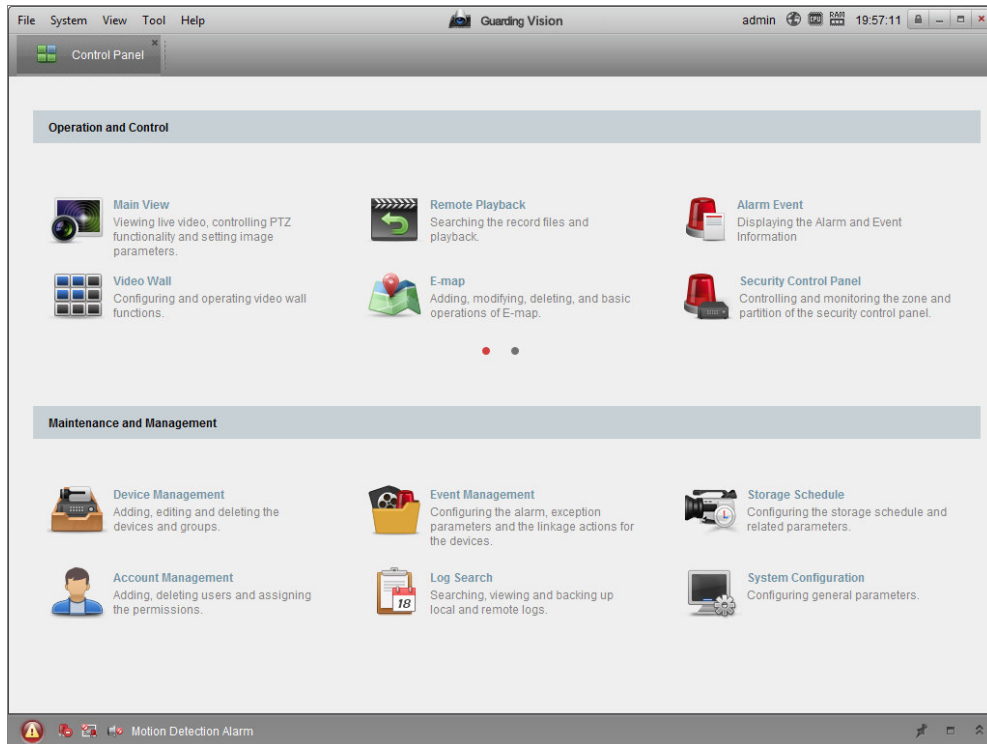 File System View Tool Help Guarding Vision admin CPU RAM 19:57:11
Control Panel
Operation and Control
Main View
Viewing live video, controlling PTZ
functionality and setting image
parameters.
Remote Playback
Searching the record files and
playback.
Alarm Event
Displaying the Alarm and Event
Information
Video Wall
Configuring and operating video wall
functions.
E-map
Adding, modifying, deleting, and basic
operations of E-map.
Security Control Panel
Controlling and monitoring the zone and
partition of the security control panel.
Maintenance and Management
Device Management
Adding, editing and deleting the
devices and groups.
Event Management
Configuring the alarm, exception
parameters and the linkage actions for
the devices.
Storage Schedule
Configuring the storage schedule and
related parameters.
Account Management
Adding, deleting users and assigning
the permissions.
18
Log Search
Searching, viewing and backing up
local and remote logs.
System Configuration
Configuring general parameters.
Motion Detection Alarm